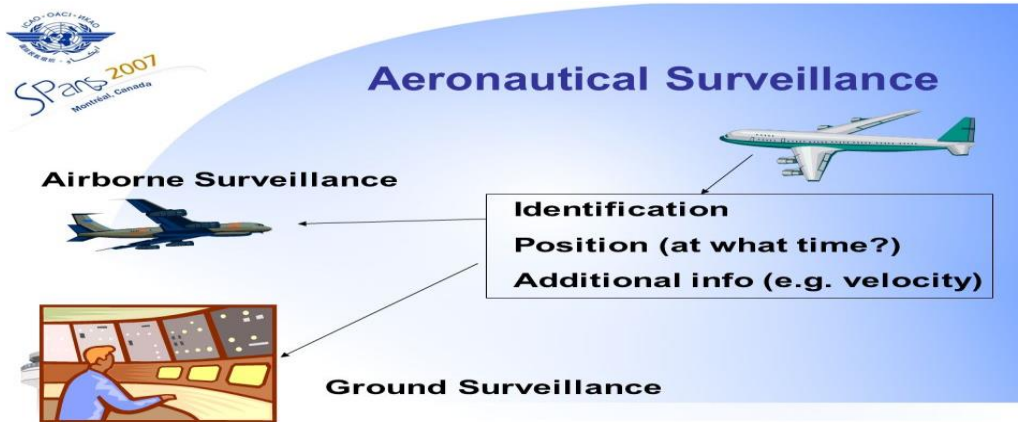 ICAO · OACI · ИКАО
SPans 2007
Montréal, Canada
Aeronautical Surveillance
Airborne Surveillance
Identification
Position (at what time?)
Additional info (e.g. velocity)
Ground Surveillance